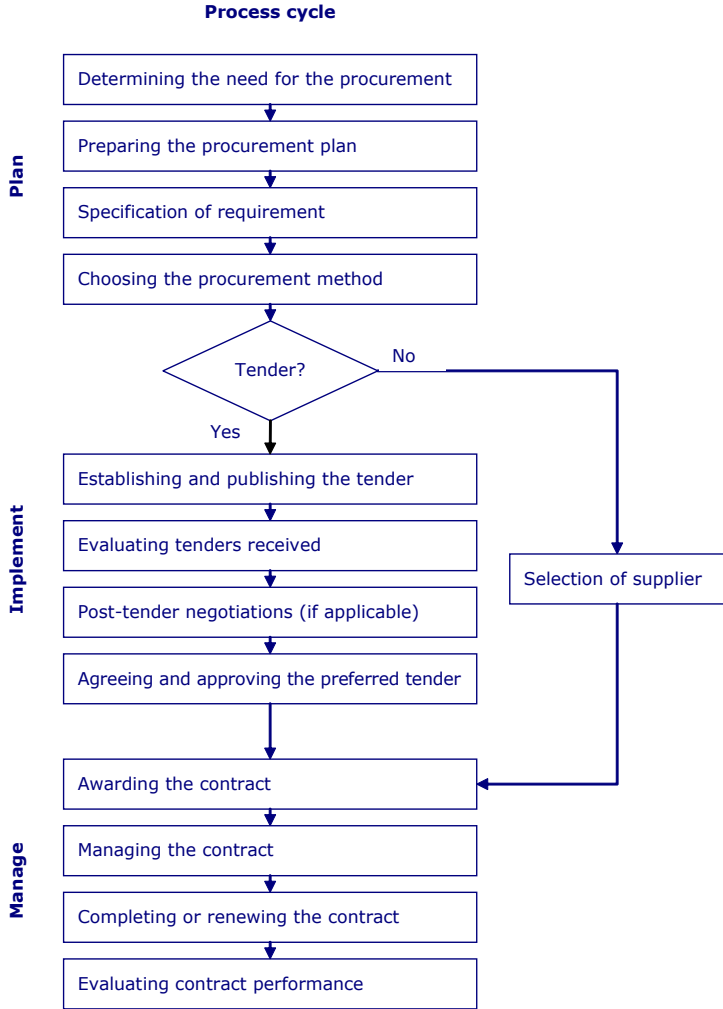 Process cycle
Plan
Determining the need for the procurement
Preparing the procurement plan
Specification of requirement
Choosing the procurement method
Tender?
No
Yes
Implement
Establishing and publishing the tender
Evaluating tenders received
Post-tender negotiations (if applicable)
Agreeing and approving the preferred tender
Selection of supplier
Manage
Awarding the contract
Managing the contract
Completing or renewing the contract
Evaluating contract performance